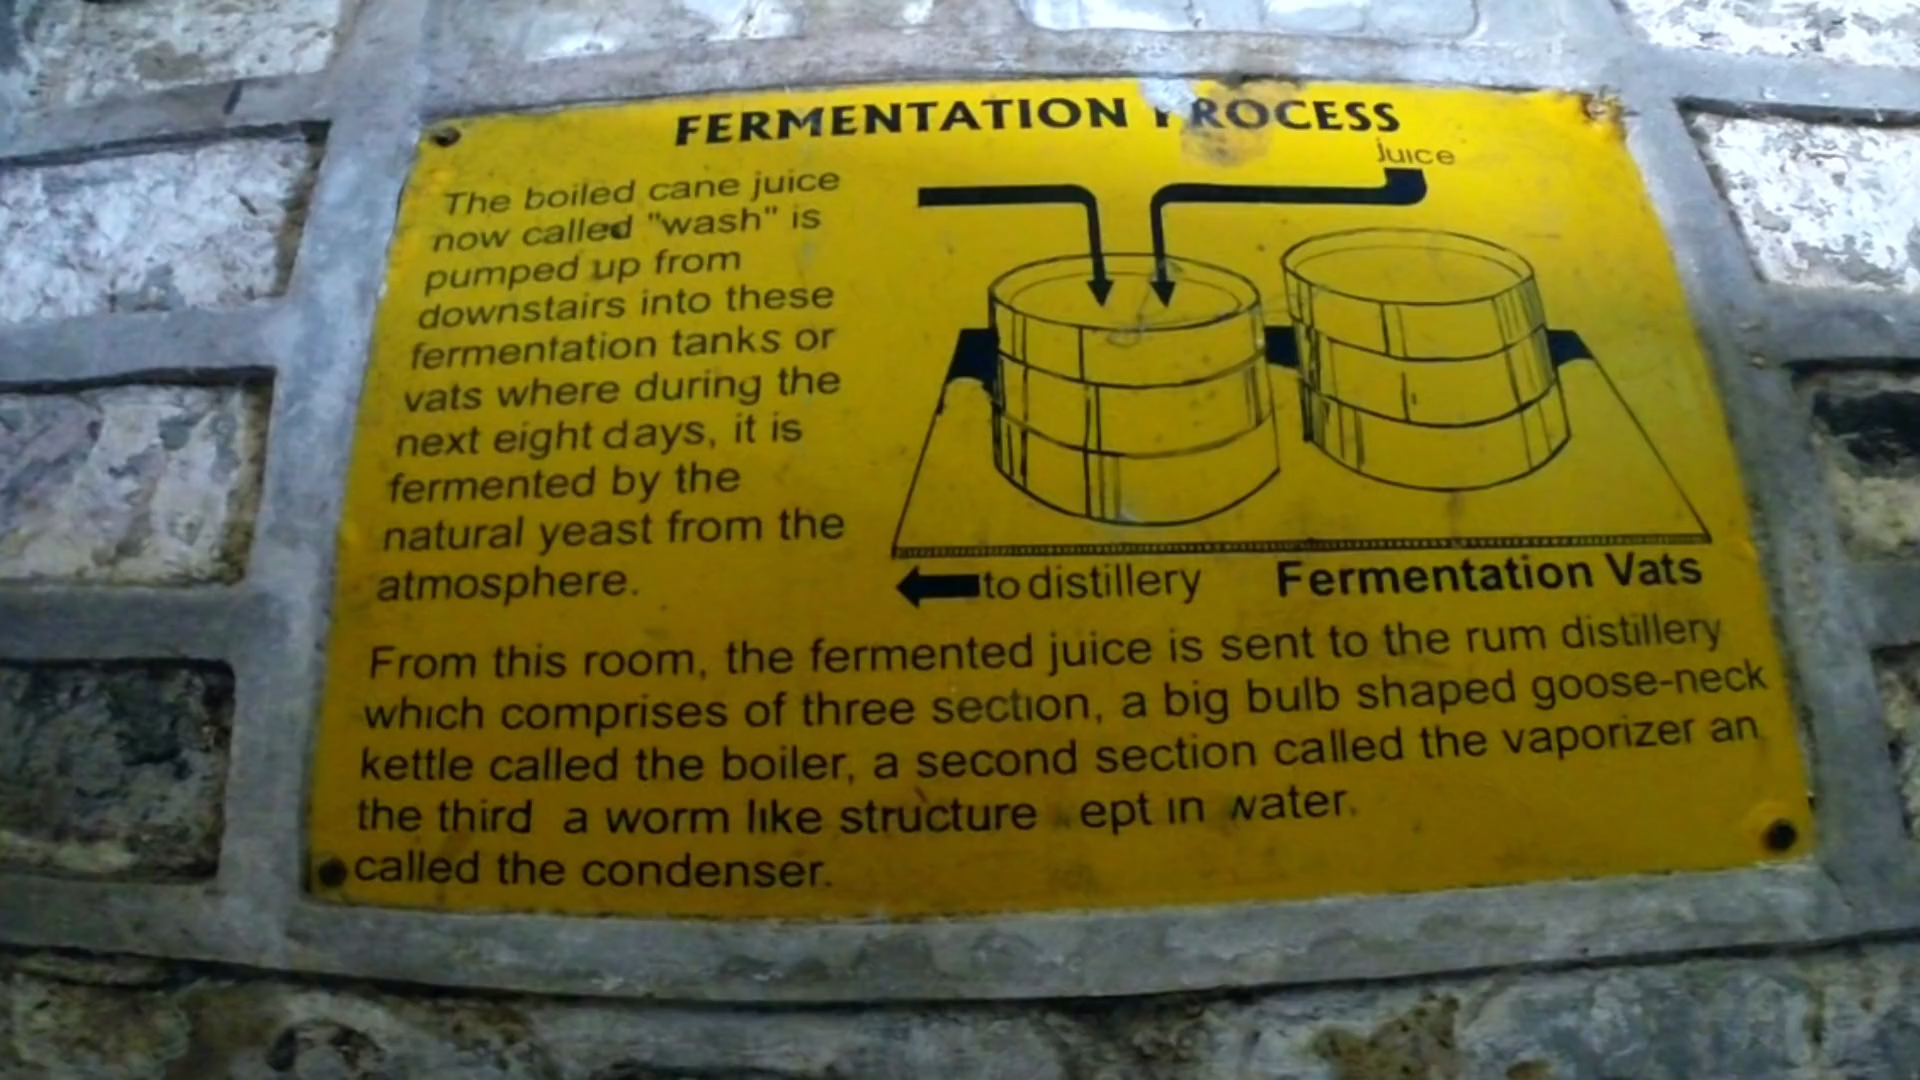 FERMENTATION PROCESS
juice
The boiled cane juice
now called "wash" is
pumped up from
downstairs into these
fermentation tanks or
vats where during the
next eight days, it is
fermented by the
natural yeast from the
atmosphere.
to distillery
Fermentation Vats
From this room, the fermented juice is sent to the rum distillery
which comprises of three section, a big bulb shaped goose-neck
kettle called the boiler, a second section called the vaporizer an
the third a worm like structure ept in water.
called the condenser.